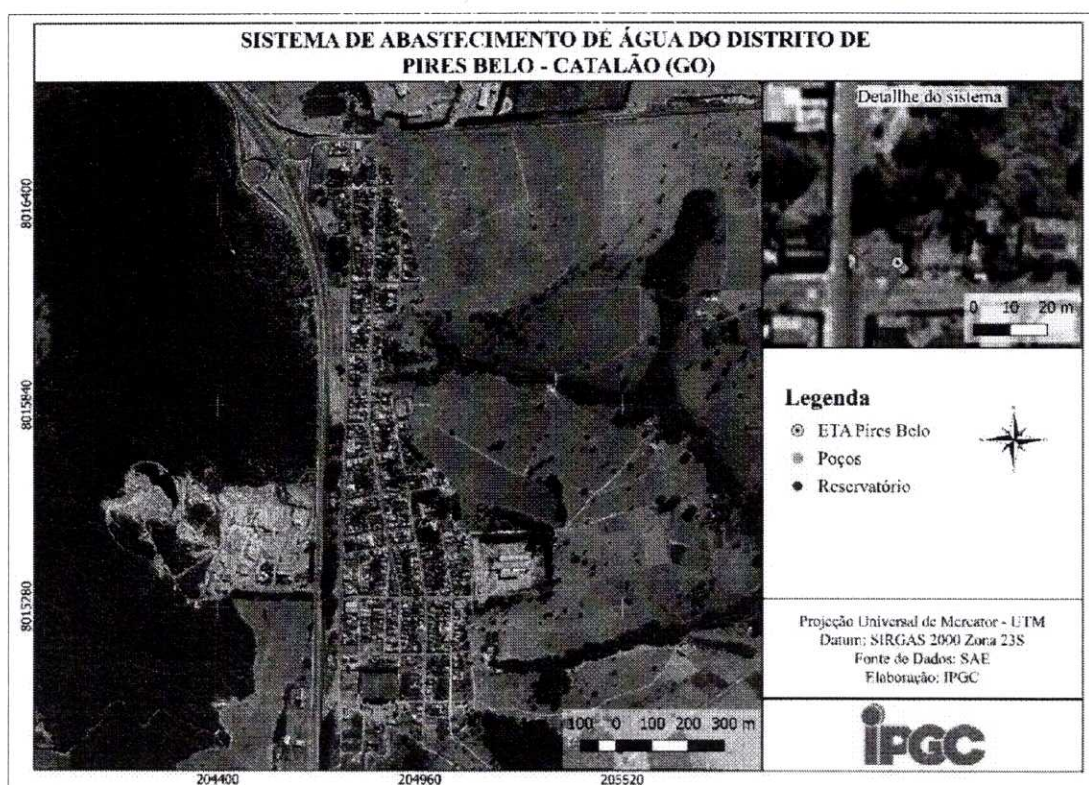 SISTEMA DE ABASTECIMENTO DE ÁGUA DO DISTRITO DE
PIRES BELO - CATALÃO (GO)
Detallhe do sistema
0 10 20 m
8016400
8015840
8015280
Legenda
ETA Pires Belo
Poços
Reservatório
Projeção Universal de Mercator - UTM
Datum: SIRGAS 2000 Zona 23S
Fonte de Dados: SAE
Elaboração: IPGC
100 0 100 200 300 m
iPGC
204400 204960 205520